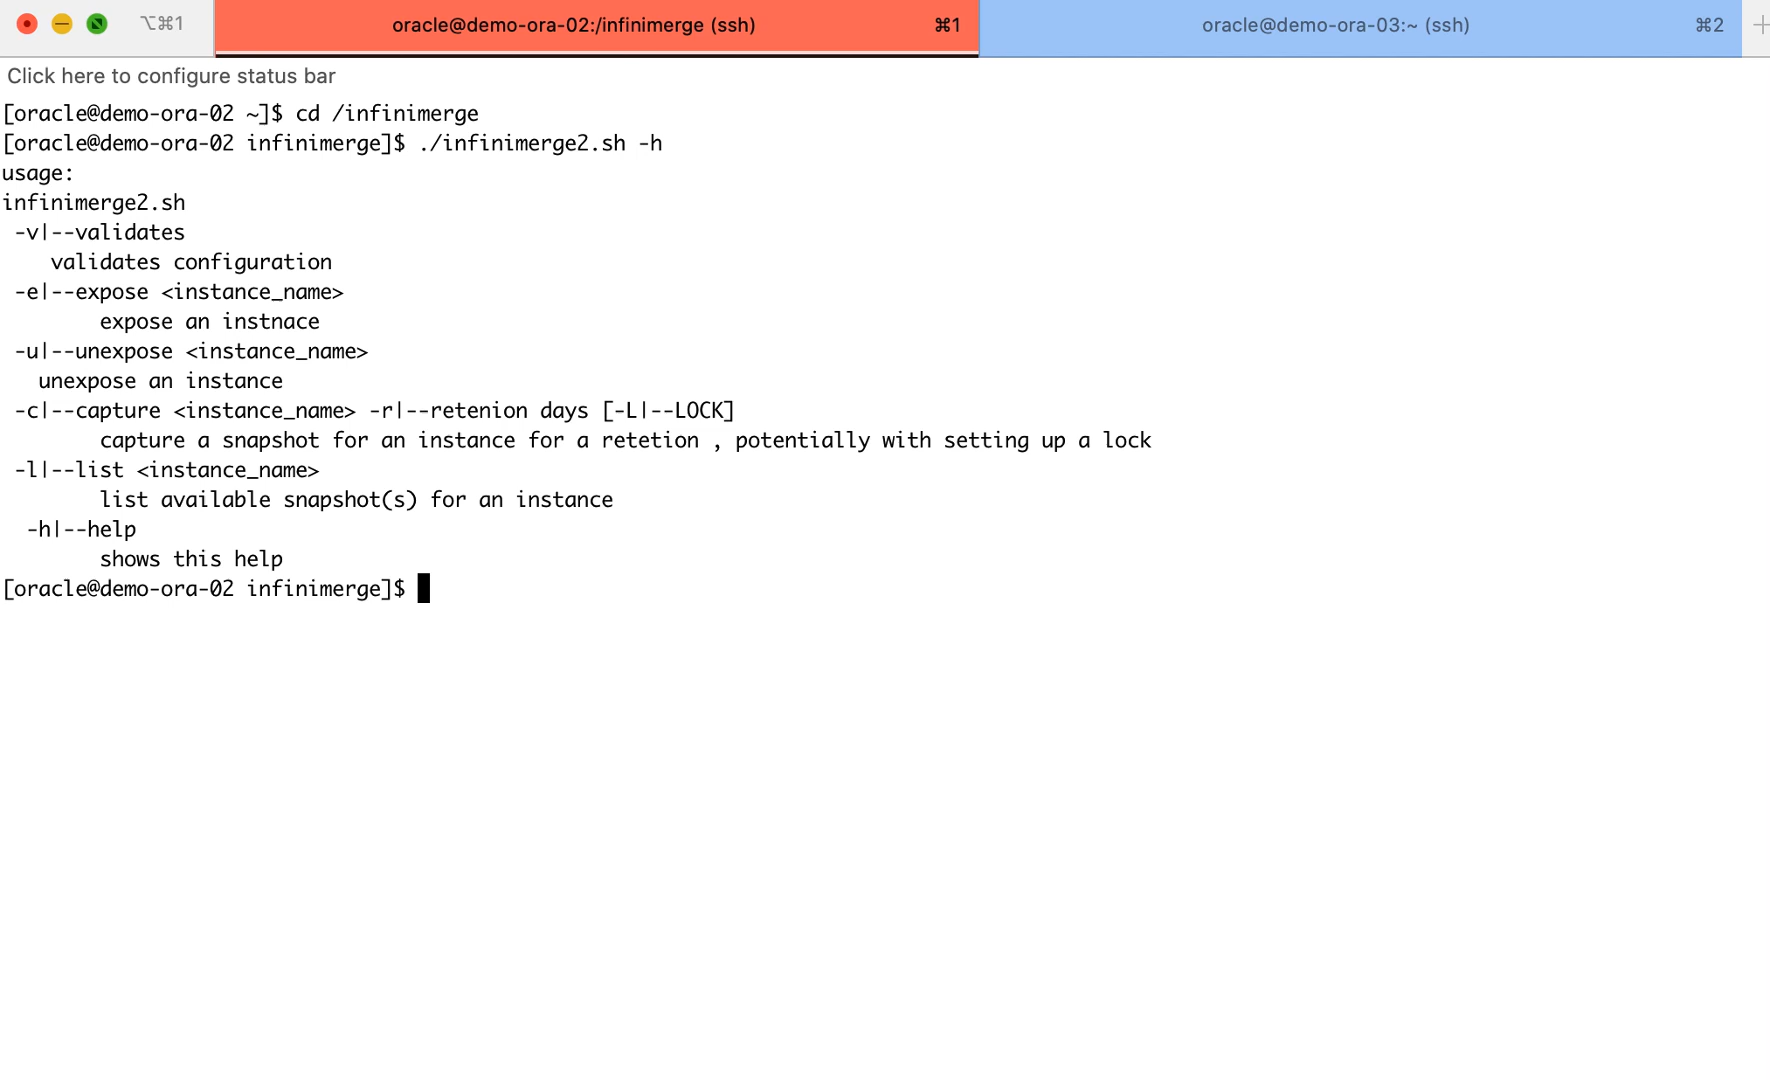 ⌥⌘1 oracle@demo-ora-02:/infinimerge (ssh) ⌘1 oracle@demo-ora-03:~ (ssh) ⌘2
Click here to configure status bar
[oracle@demo-ora-02 ~]$ cd /infinimerge
[oracle@demo-ora-02 infinimerge]$ ./infinimerge2.sh -h
usage:
infinimerge2.sh
 -v|--validates
    validates configuration
 -e|--expose <instance_name>
        expose an instnace
 -u|--unexpose <instance_name>
   unexpose an instance
 -c|--capture <instance_name> -r|--retenion days [-L|--LOCK]
        capture a snapshot for an instance for a retetion , potentially with setting up a lock
 -l|--list <instance_name>
        list available snapshot(s) for an instance
  -h|--help
        shows this help
[oracle@demo-ora-02 infinimerge]$